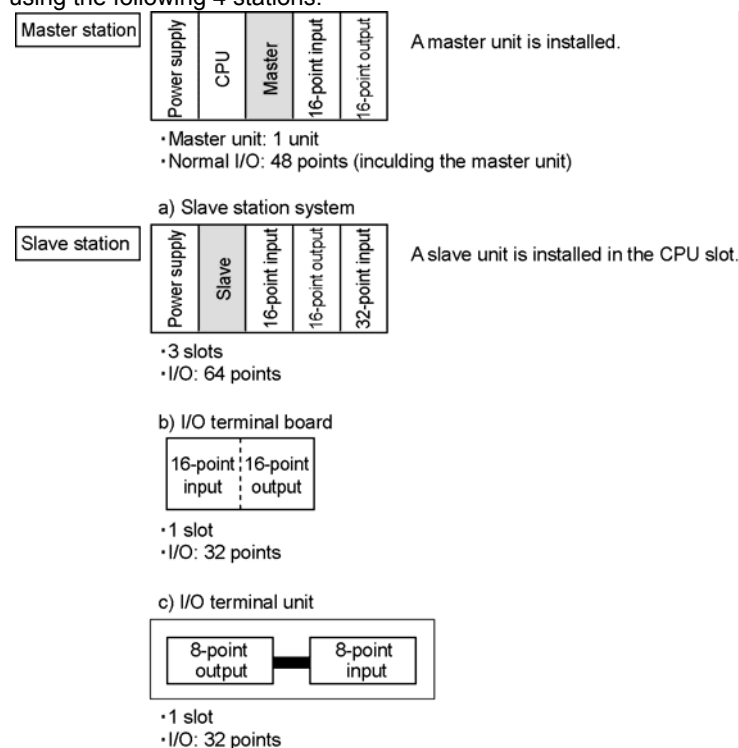 using the following 4 stations.
Master station
Power supply
CPU
Master
16-point input
16-point output
A master unit is installed.
・Master unit: 1 unit
・Normal I/O: 48 points (inculding the master unit)
a) Slave station system
Slave station
Power supply
Slave
16-point input
16-point output
32-point input
A slave unit is installed in the CPU slot.
・3 slots
・I/O: 64 points
b) I/O terminal board
16-point
input
16-point
output
・1 slot
・I/O: 32 points
c) I/O terminal unit
8-point
output
8-point
input
・1 slot
・I/O: 32 points